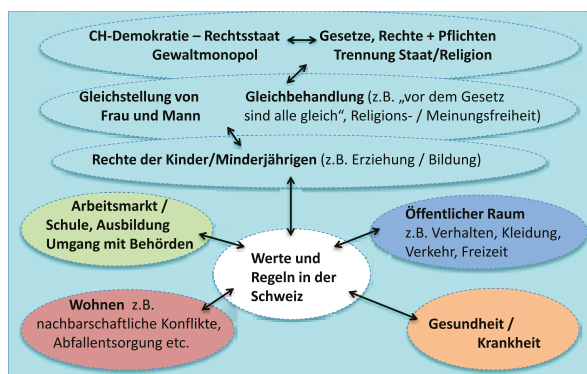 CH-Demokratie – Rechtsstaat
Gewaltmonopol
Gesetze, Rechte + Pflichten
Trennung Staat/Religion
Gleichstellung von
Frau und Mann
Gleichbehandlung (z.B. „vor dem Gesetz
sind alle gleich“, Religions- / Meinungsfreiheit)
Rechte der Kinder/Minderjährigen (z.B. Erziehung / Bildung)
Arbeitsmarkt /
Schule, Ausbildung
Umgang mit Behörden
Öffentlicher Raum
z.B. Verhalten, Kleidung,
Verkehr, Freizeit
Werte und
Regeln in der
Schweiz
Wohnen z.B.
nachbarschaftliche Konflikte,
Abfallentsorgung etc.
Gesundheit /
Krankheit